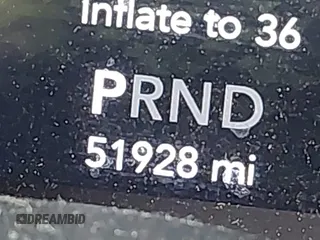 Inflate to 36
PRND
51928 mi
DREAMBID